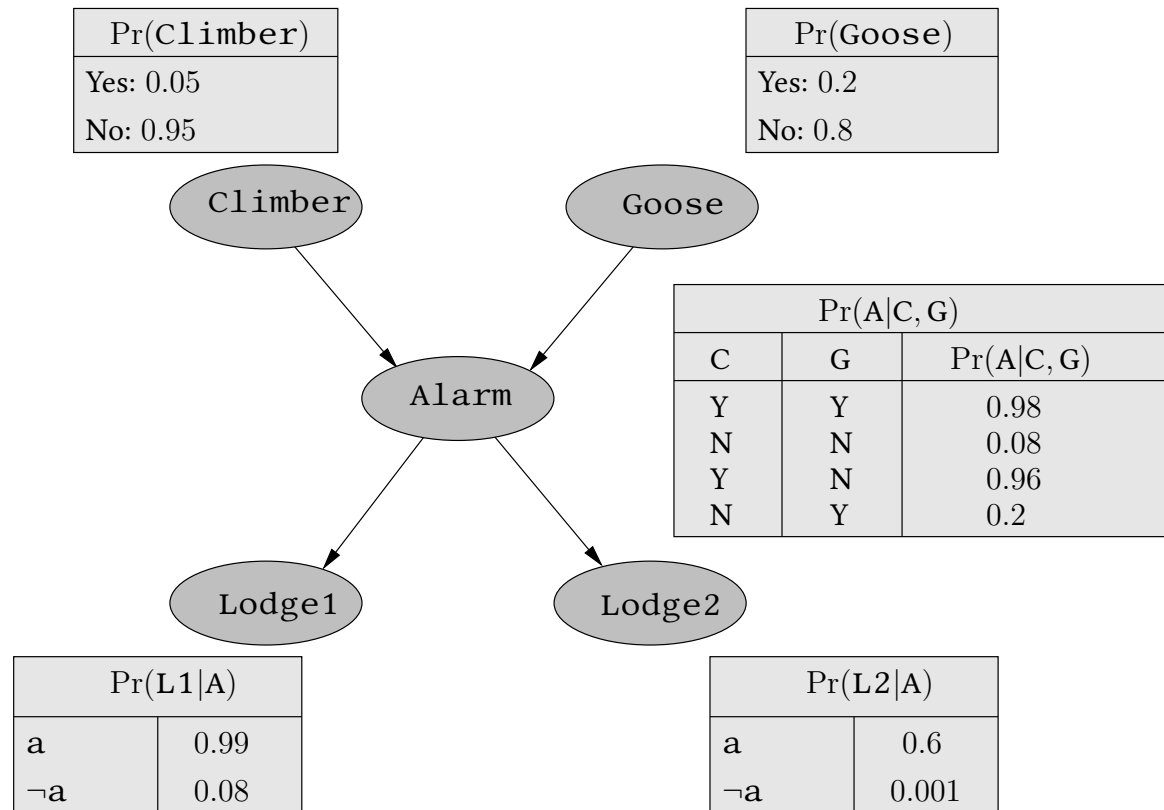 Pr(Climber)
Yes: 0.05
No: 0.95
Pr(Goose)
Yes: 0.2
No: 0.8
Climber
Goose
Pr(A|C, G)
C G Pr(A|C, G)
Y Y 0.98
N N 0.08
Y N 0.96
N Y 0.2
Alarm
Lodge1
Lodge2
Pr(L1|A)
a 0.99
¬a 0.08
Pr(L2|A)
a 0.6
¬a 0.001